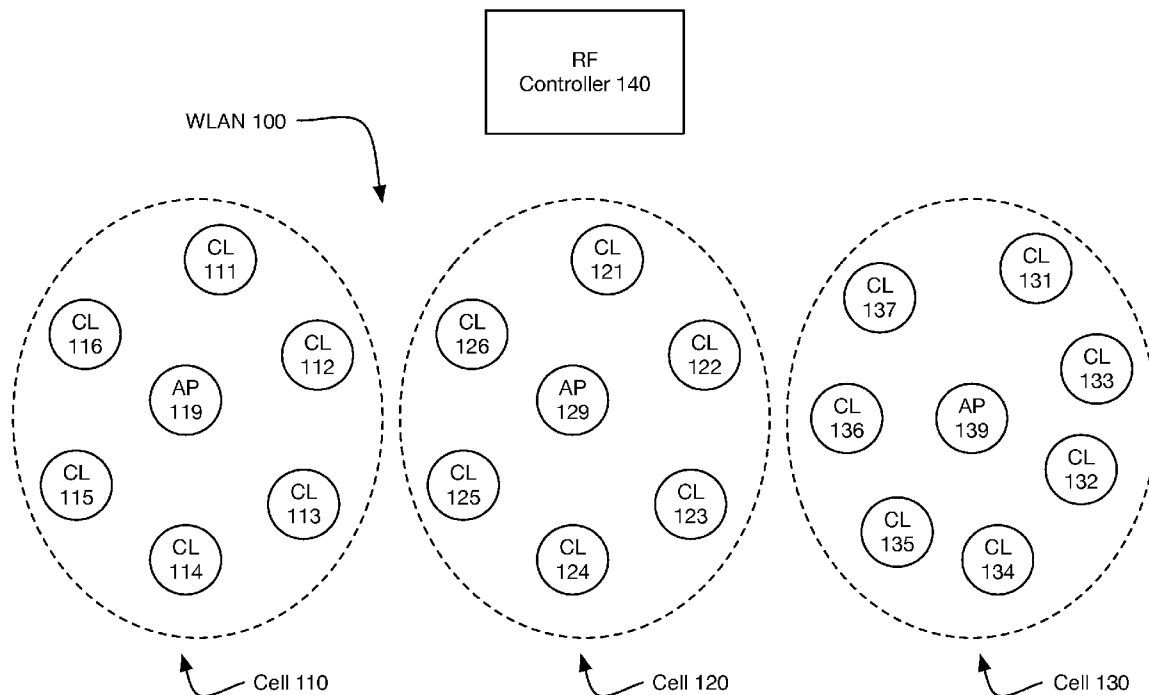 RF
Controller 140
WLAN 100
CL
111
CL
116
CL
112
AP
119
CL
115
CL
113
CL
114
CL
121
CL
126
CL
122
AP
129
CL
125
CL
123
CL
124
CL
131
CL
137
CL
133
CL
136
AP
139
CL
132
CL
135
CL
134
Cell 110
Cell 120
Cell 130